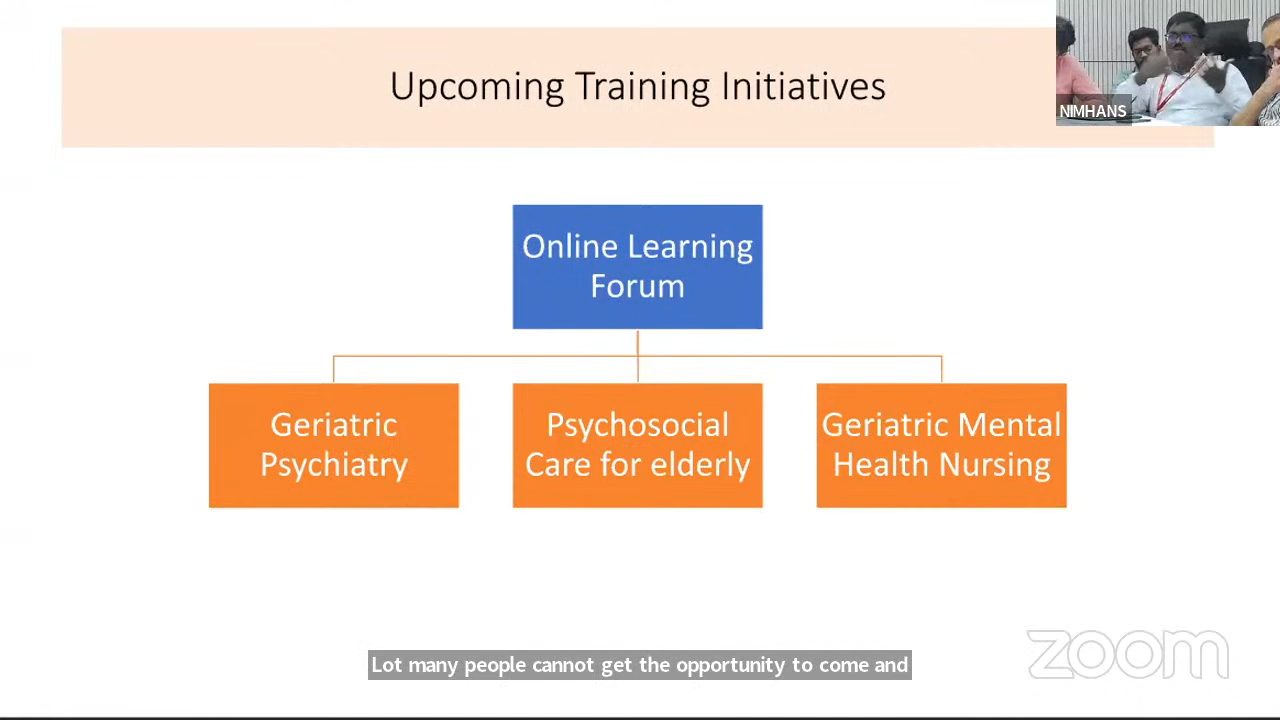 Upcoming Training Initiatives
NIMHANS
Online Learning
Forum
Geriatric
Psychiatry
Psychosocial
Care for elderly
Geriatric Mental
Health Nursing
Lot many people cannot get the opportunity to come and
zoom